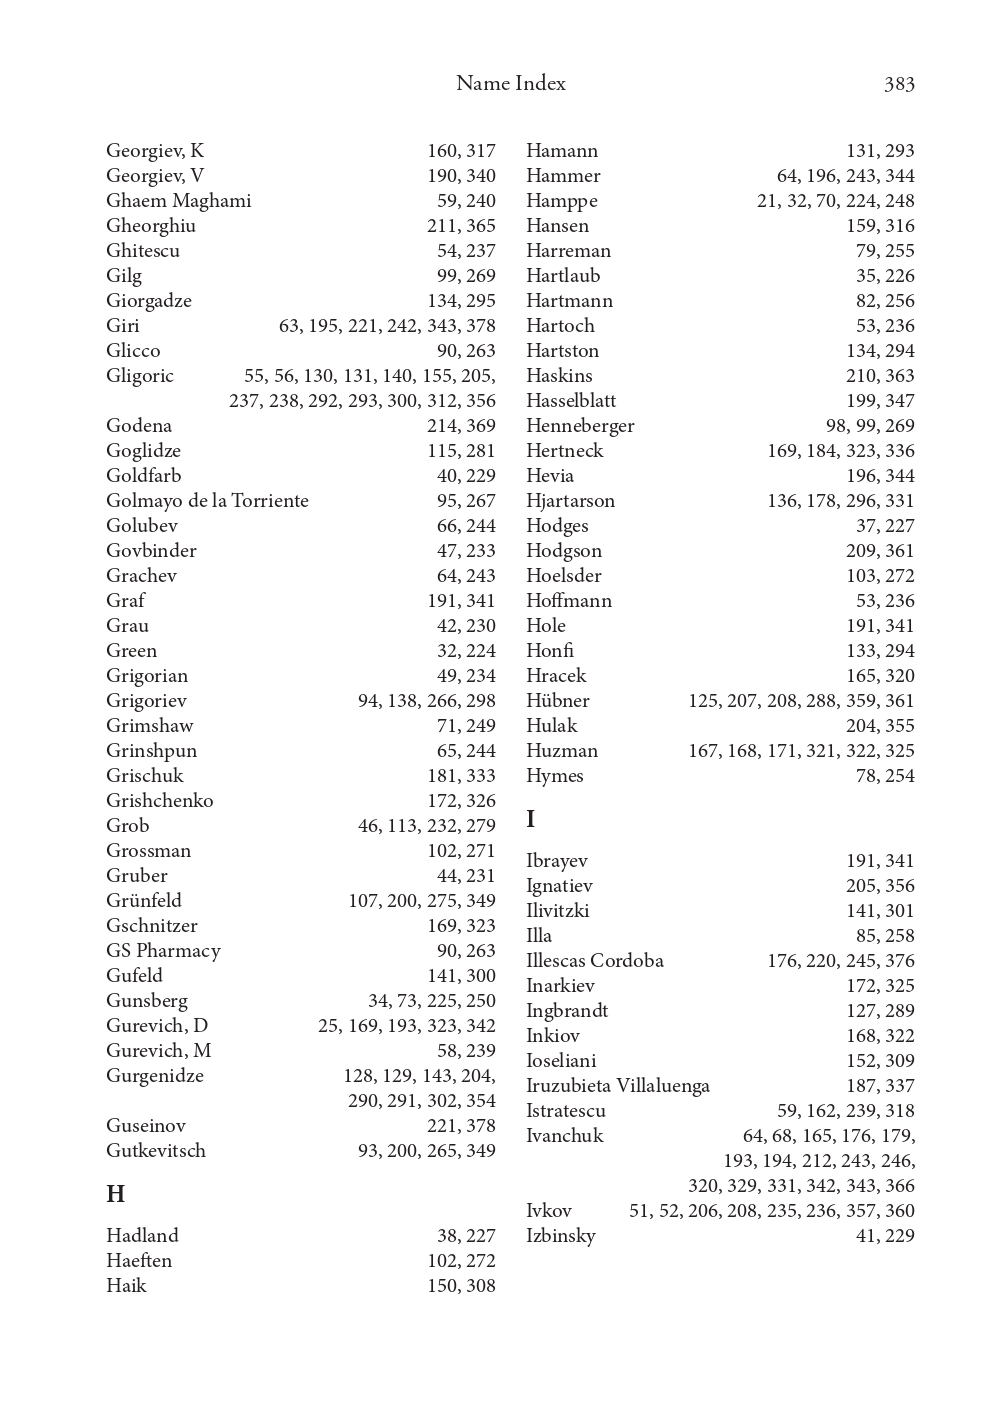 Name Index 383
Georgiev, K 160, 317
Georgiev, V 190, 340
Ghaem Maghami 59, 240
Gheorghiu 211, 365
Ghitescu 54, 237
Gilg 99, 269
Giorgadze 134, 295
Giri 63, 195, 221, 242, 343, 378
Glicco 90, 263
Gligoric 55, 56, 130, 131, 140, 155, 205,
237, 238, 292, 293, 300, 312, 356
Godena 214, 369
Goglidze 115, 281
Goldfarb 40, 229
Golmayo de la Torriente 95, 267
Golubev 66, 244
Govbinder 47, 233
Grachev 64, 243
Graf 191, 341
Grau 42, 230
Green 32, 224
Grigorian 49, 234
Grigoriev 94, 138, 266, 298
Grimshaw 71, 249
Grinshpun 65, 244
Grischuk 181, 333
Grishchenko 172, 326
Grob 46, 113, 232, 279
Grossman 102, 271
Gruber 44, 231
Grünfeld 107, 200, 275, 349
Gschnitzer 169, 323
GS Pharmacy 90, 263
Gufeld 141, 300
Gunsberg 34, 73, 225, 250
Gurevich, D 25, 169, 193, 323, 342
Gurevich, M 58, 239
Gurgenidze 128, 129, 143, 204,
290, 291, 302, 354
Guseinov 221, 378
Gutkevitsch 93, 200, 265, 349
H
Hadland 38, 227
Haeften 102, 272
Haik 150, 308
Hamann 131, 293
Hammer 64, 196, 243, 344
Hamppe 21, 32, 70, 224, 248
Hansen 159, 316
Harreman 79, 255
Hartlaub 35, 226
Hartmann 82, 256
Hartoch 53, 236
Hartston 134, 294
Haskins 210, 363
Hasselblatt 199, 347
Henneberger 98, 99, 269
Hertneck 169, 184, 323, 336
Hevia 196, 344
Hjartarson 136, 178, 296, 331
Hodges 37, 227
Hodgson 209, 361
Hoelsder 103, 272
Hoffmann 53, 236
Hole 191, 341
Honfi 133, 294
Hracek 165, 320
Hübner 125, 207, 208, 288, 359, 361
Hulak 204, 355
Huzman 167, 168, 171, 321, 322, 325
Hymes 78, 254
I
Ibrayev 191, 341
Ignatiev 205, 356
Ilivitzki 141, 301
Illa 85, 258
Illescas Cordoba 176, 220, 245, 376
Inarkiev 172, 325
Ingbrandt 127, 289
Inkiov 168, 322
Ioseliani 152, 309
Iruzubieta Villaluenga 187, 337
Istratescu 59, 162, 239, 318
Ivanchuk 64, 68, 165, 176, 179,
193, 194, 212, 243, 246,
320, 329, 331, 342, 343, 366
Ivkov 51, 52, 206, 208, 235, 236, 357, 360
Izbinsky 41, 229